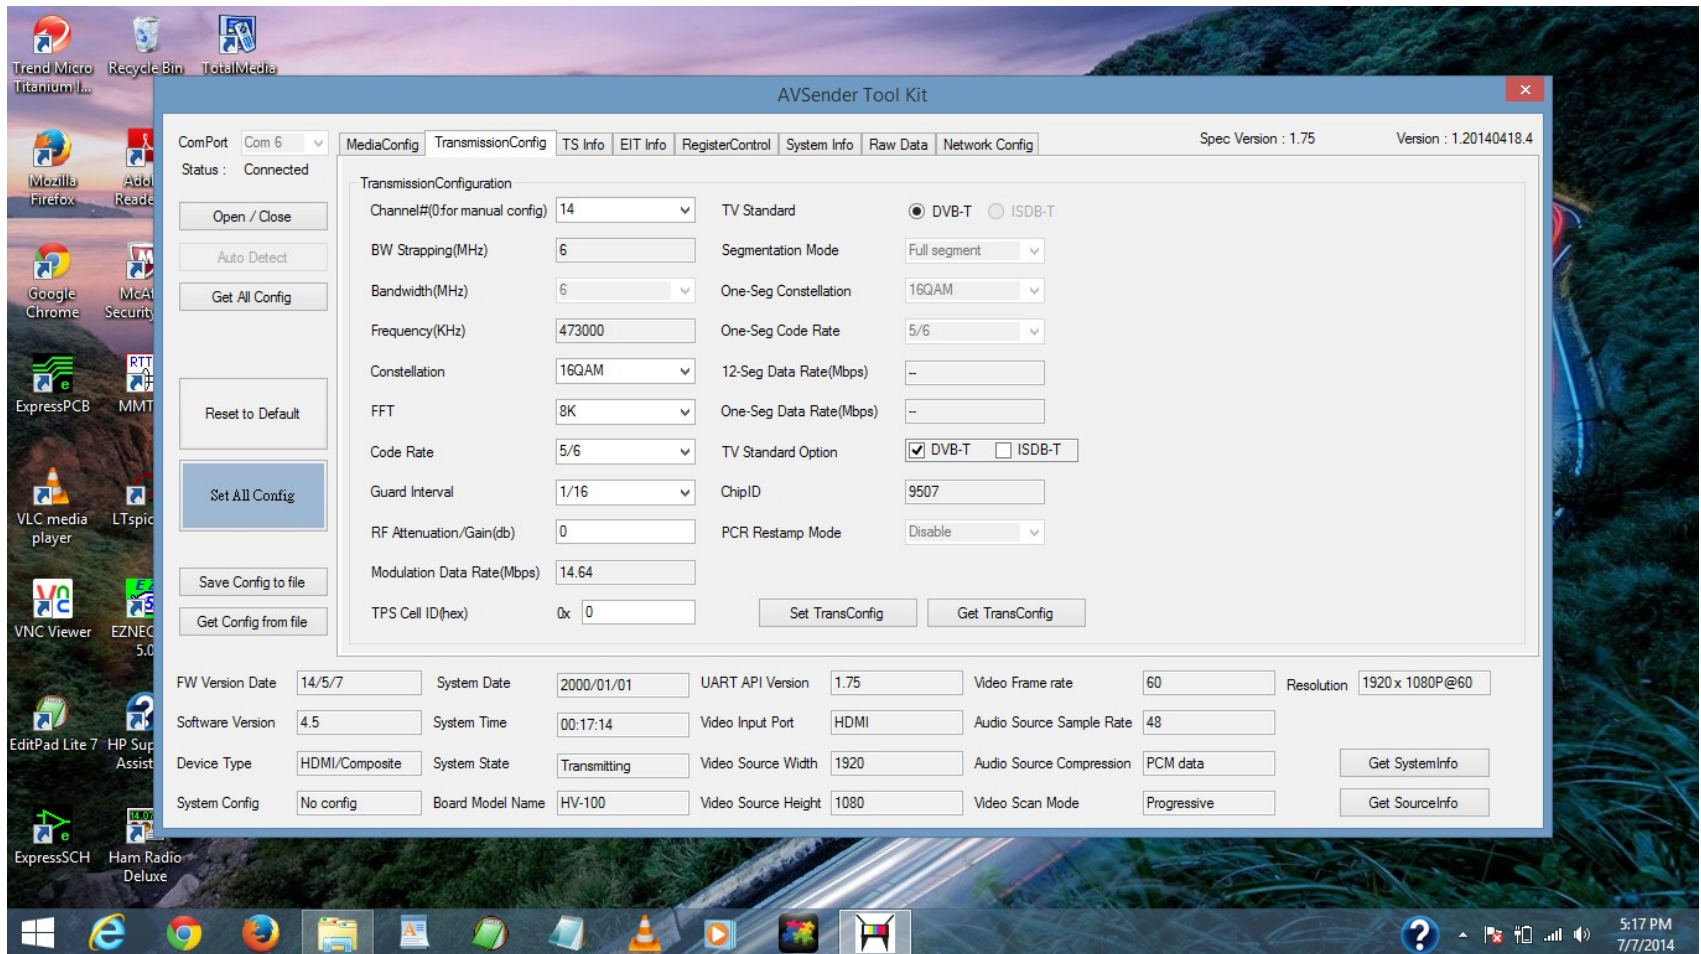 Trend Micro
Titanium I...
Recycle Bin
TotalMedia
Mozilla
Firefox
Google
Chrome
ExpressPCB
VLC media
player
VNC Viewer
EditPad Lite 7
HP Sup
Assist
ExpressSCH
Ham Radio
Deluxe
AVSender Tool Kit
ComPort Com 6
Status : Connected
Open / Close
Auto Detect
Get All Config
Reset to Default
Set All Config
Save Config to file
Get Config from file
MediaConfig TransmissionConfig TS Info EIT Info RegisterControl System Info Raw Data Network Config
Spec Version : 1.75 Version : 1.20140418.4
TransmissionConfiguration
Channel#(0:for manual config) 14 TV Standard DVB-T ISDB-T
BW Strapping(MHz) 6 Segmentation Mode Full segment
Bandwidth(MHz) 6 One-Seg Constellation 16QAM
Frequency(KHz) 473000 One-Seg Code Rate 5/6
Constellation 16QAM 12-Seg Data Rate(Mbps) --
FFT 8K One-Seg Data Rate(Mbps) --
Code Rate 5/6 TV Standard Option DVB-T ISDB-T
Guard Interval 1/16 ChipID 9507
RF Attenuation/Gain(db) 0 PCR Restamp Mode Disable
Modulation Data Rate(Mbps) 14.64
TPS Cell ID(hex) 0x 0 Set TransConfig Get TransConfig
FW Version Date 14/5/7 System Date 2000/01/01 UART API Version 1.75 Video Frame rate 60 Resolution 1920 x 1080P@60
Software Version 4.5 System Time 00:17:14 Video Input Port HDMI Audio Source Sample Rate 48
Device Type HDMI/Composite System State Transmitting Video Source Width 1920 Audio Source Compression PCM data Get SystemInfo
System Config No config Board Model Name HV-100 Video Source Height 1080 Video Scan Mode Progressive Get SourceInfo
5:17 PM
7/7/2014